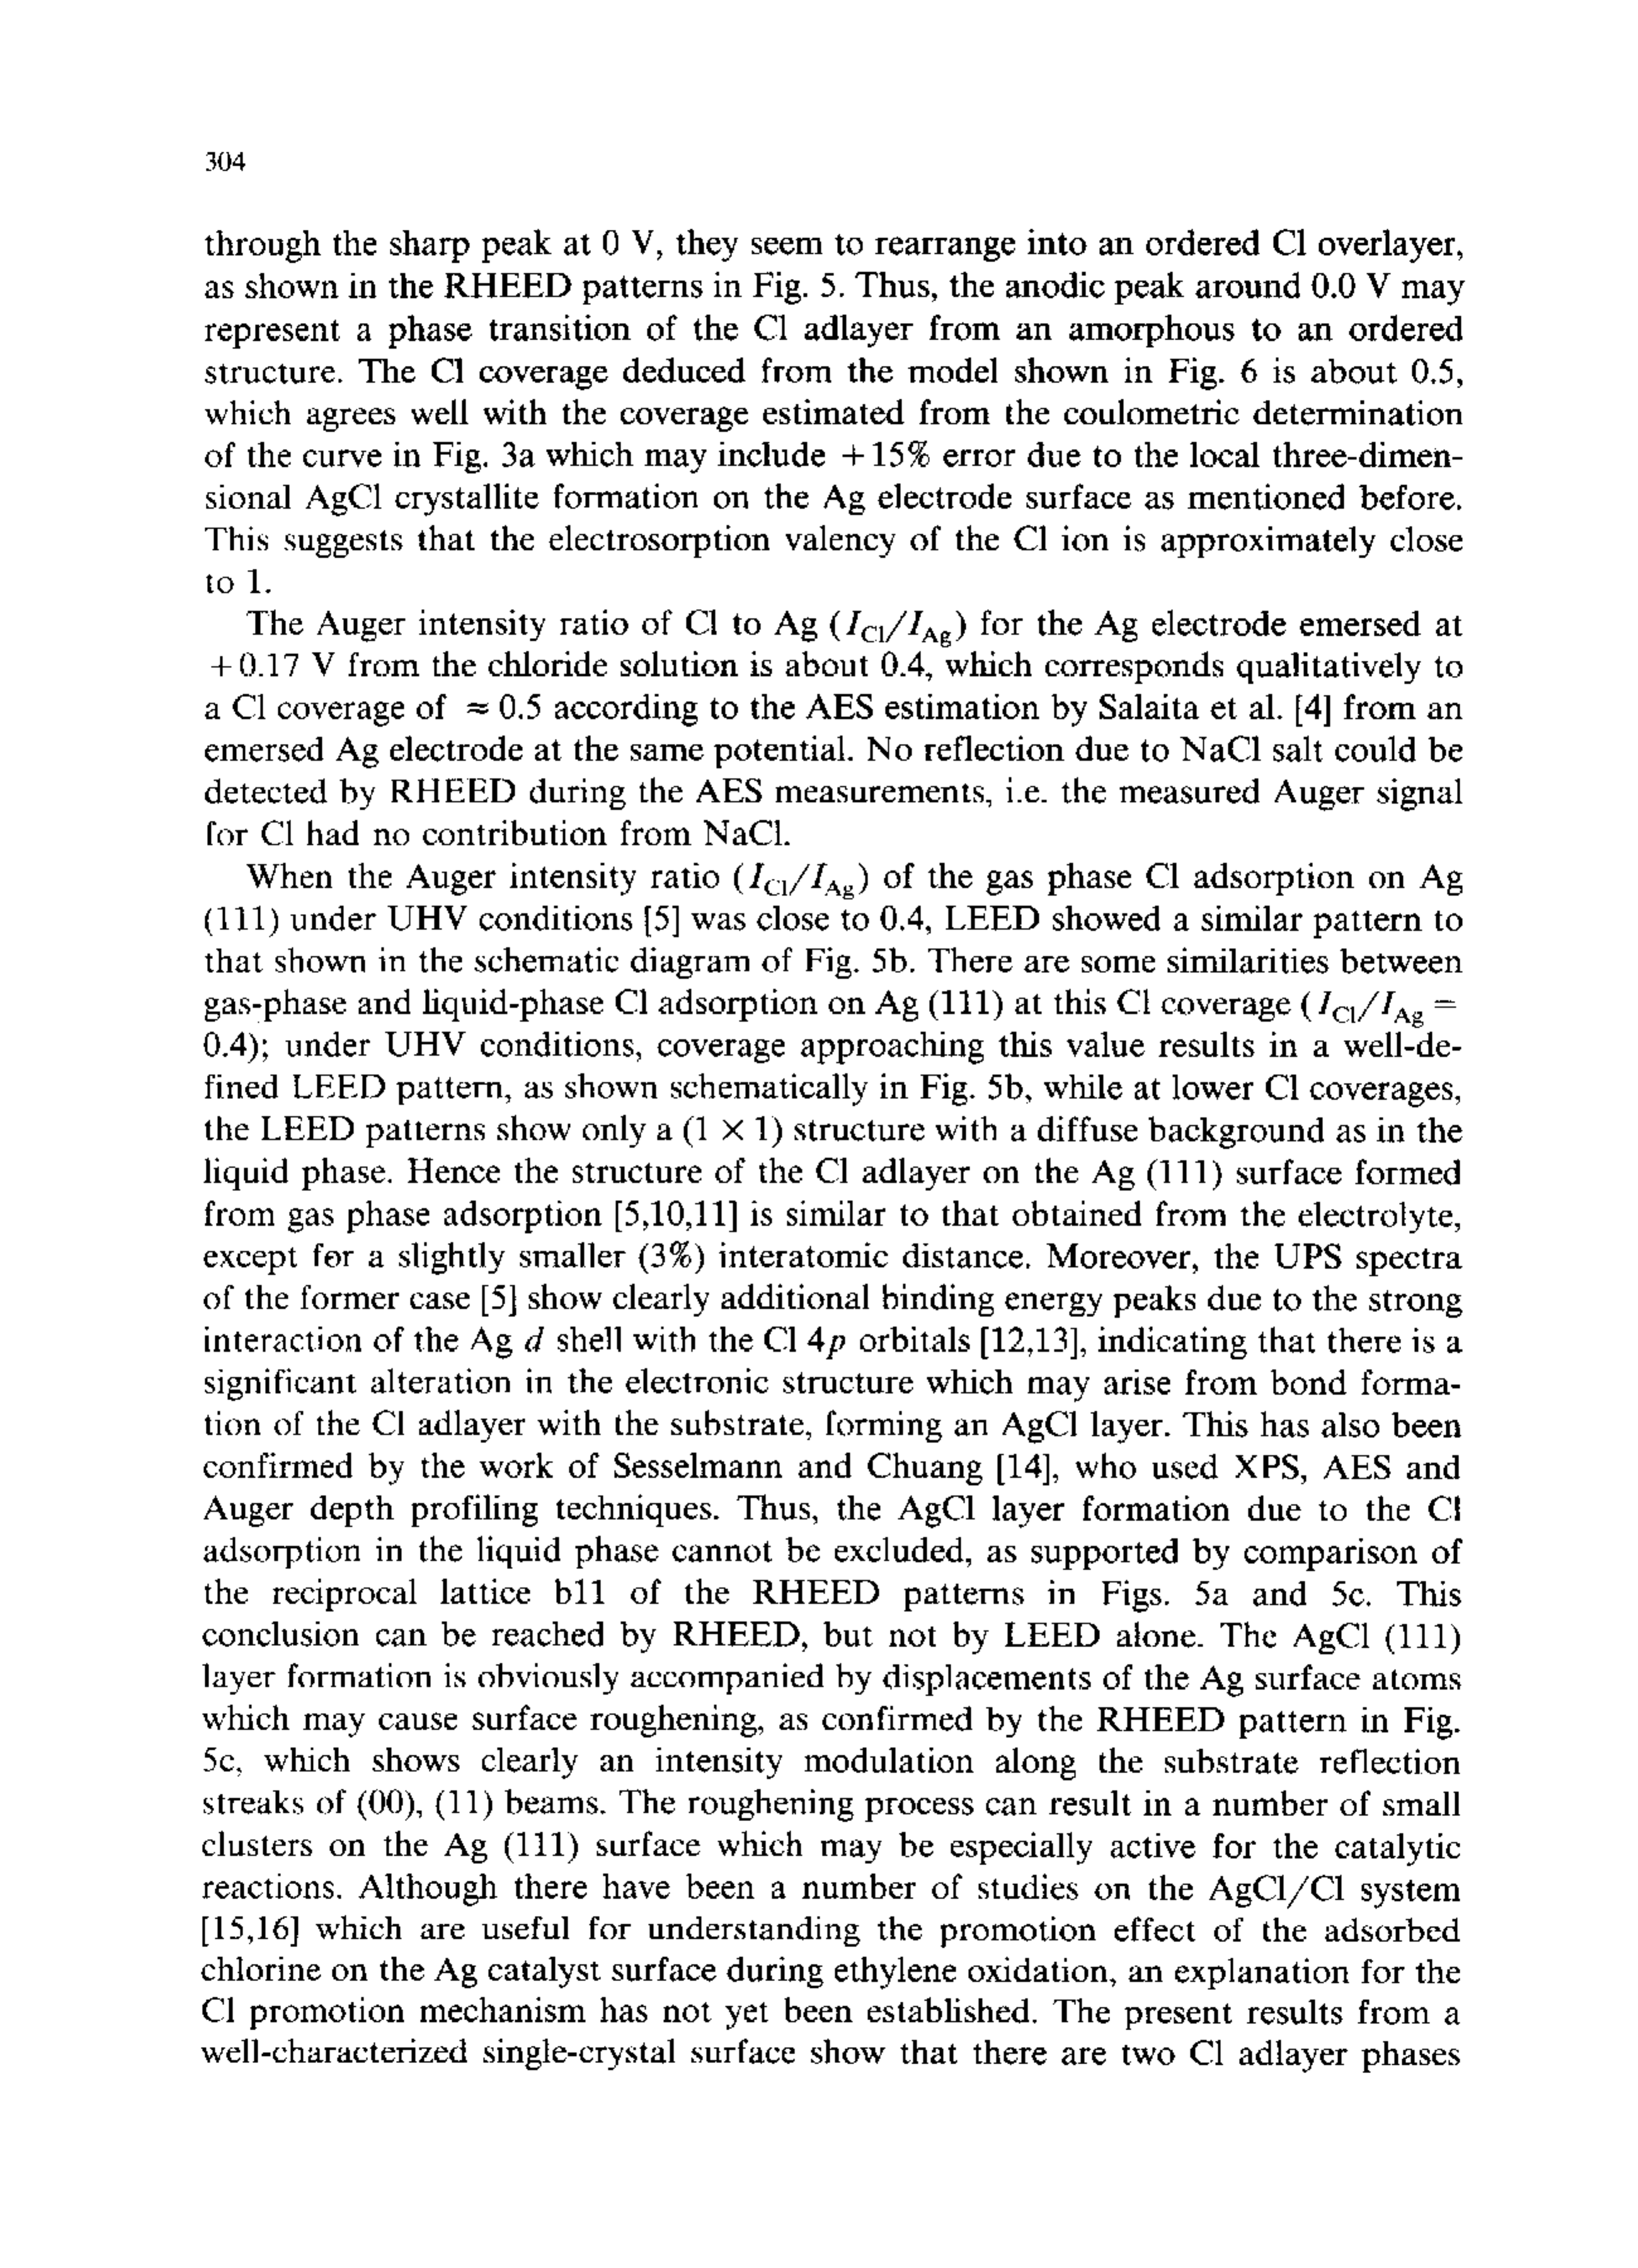 304
through the sharp peak at 0 V, they seem to rearrange into an ordered Cl overlayer,
as shown in the RHEED patterns in Fig. 5. Thus, the anodic peak around 0.0 V may
represent a phase transition of the Cl adlayer from an amorphous to an ordered
structure. The Cl coverage deduced from the model shown in Fig. 6 is about 0.5,
which agrees well with the coverage estimated from the coulometric determination
of the curve in Fig. 3a which may include +15% error due to the local three-dimen-
sional AgCl crystallite formation on the Ag electrode surface as mentioned before.
This suggests that the electrosorption valency of the Cl ion is approximately close
to 1.
The Auger intensity ratio of Cl to Ag (I_Cl/I_Ag) for the Ag electrode emersed at
+0.17 V from the chloride solution is about 0.4, which corresponds qualitatively to
a Cl coverage of ≈ 0.5 according to the AES estimation by Salaita et al. [4] from an
emersed Ag electrode at the same potential. No reflection due to NaCl salt could be
detected by RHEED during the AES measurements, i.e. the measured Auger signal
for Cl had no contribution from NaCl.
When the Auger intensity ratio (I_Cl/I_Ag) of the gas phase Cl adsorption on Ag
(111) under UHV conditions [5] was close to 0.4, LEED showed a similar pattern to
that shown in the schematic diagram of Fig. 5b. There are some similarities between
gas-phase and liquid-phase Cl adsorption on Ag (111) at this Cl coverage (I_Cl/I_Ag =
0.4); under UHV conditions, coverage approaching this value results in a well-de-
fined LEED pattern, as shown schematically in Fig. 5b, while at lower Cl coverages,
the LEED patterns show only a (1 × 1) structure with a diffuse background as in the
liquid phase. Hence the structure of the Cl adlayer on the Ag (111) surface formed
from gas phase adsorption [5,10,11] is similar to that obtained from the electrolyte,
except for a slightly smaller (3%) interatomic distance. Moreover, the UPS spectra
of the former case [5] show clearly additional binding energy peaks due to the strong
interaction of the Ag d shell with the Cl 4p orbitals [12,13], indicating that there is a
significant alteration in the electronic structure which may arise from bond forma-
tion of the Cl adlayer with the substrate, forming an AgCl layer. This has also been
confirmed by the work of Sesselmann and Chuang [14], who used XPS, AES and
Auger depth profiling techniques. Thus, the AgCl layer formation due to the Cl
adsorption in the liquid phase cannot be excluded, as supported by comparison of
the reciprocal lattice b11 of the RHEED patterns in Figs. 5a and 5c. This
conclusion can be reached by RHEED, but not by LEED alone. The AgCl (111)
layer formation is obviously accompanied by displacements of the Ag surface atoms
which may cause surface roughening, as confirmed by the RHEED pattern in Fig.
5c, which shows clearly an intensity modulation along the substrate reflection
streaks of (00), (11) beams. The roughening process can result in a number of small
clusters on the Ag (111) surface which may be especially active for the catalytic
reactions. Although there have been a number of studies on the AgCl/Cl system
[15,16] which are useful for understanding the promotion effect of the adsorbed
chlorine on the Ag catalyst surface during ethylene oxidation, an explanation for the
Cl promotion mechanism has not yet been established. The present results from a
well-characterized single-crystal surface show that there are two Cl adlayer phases